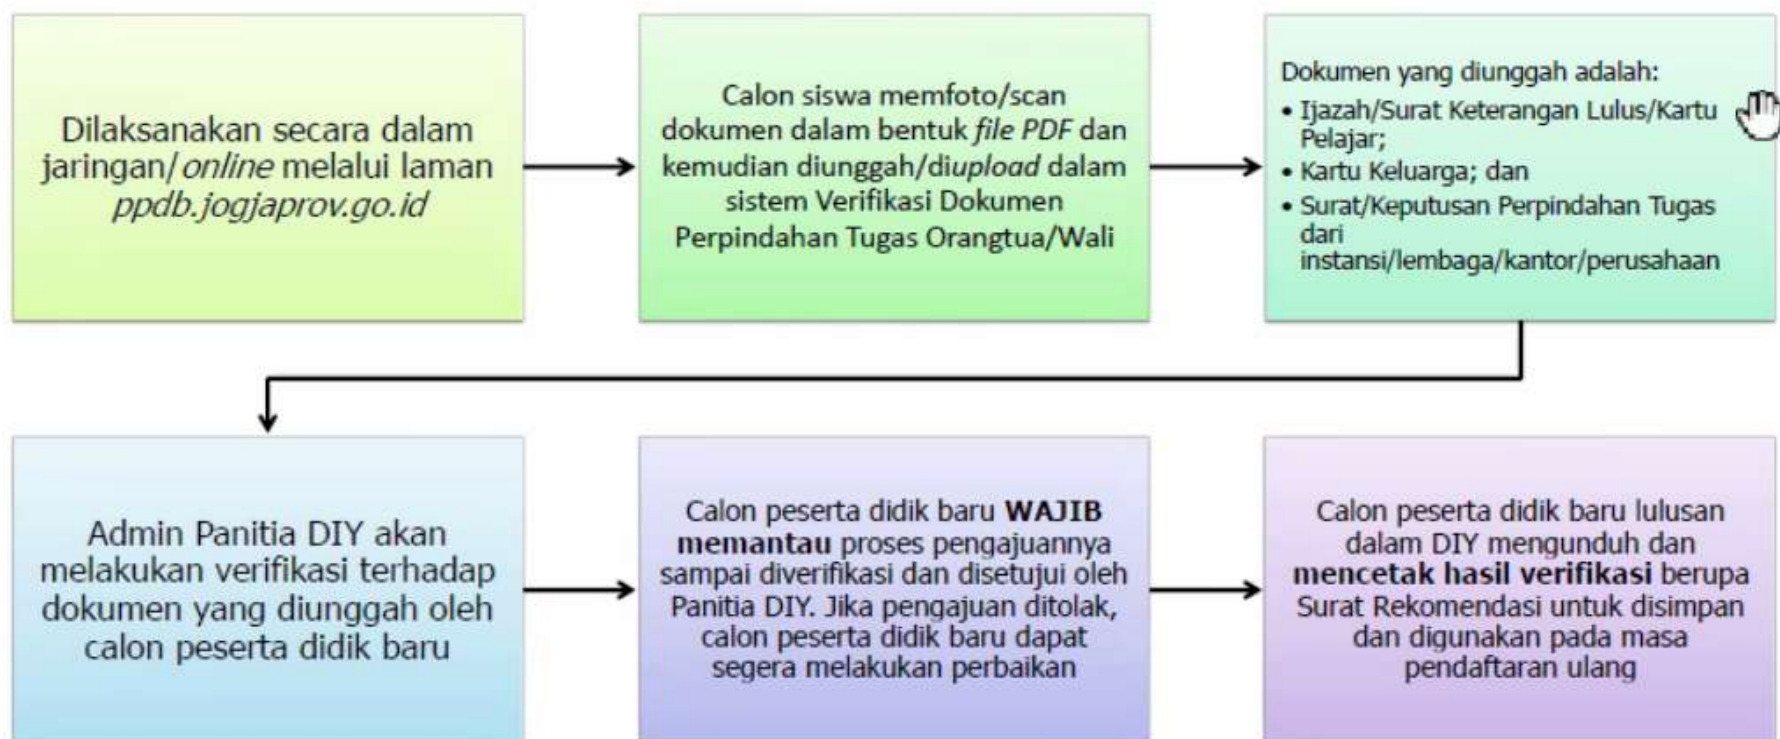 Dilaksanakan secara dalam
jaringan/online melalui laman
ppdb.jogjaprov.go.id
Calon siswa memfoto/scan
dokumen dalam bentuk file PDF dan
kemudian diunggah/diupload dalam
sistem Verifikasi Dokumen
Perpindahan Tugas Orangtua/Wali
Dokumen yang diunggah adalah:
• Ijazah/Surat Keterangan Lulus/Kartu
Pelajar;
• Kartu Keluarga; dan
• Surat/Keputusan Perpindahan Tugas
dari
instansi/lembaga/kantor/perusahaan
Admin Panitia DIY akan
melakukan verifikasi terhadap
dokumen yang diunggah oleh
calon peserta didik baru
Calon peserta didik baru WAJIB
memantau proses pengajuannya
sampai diverifikasi dan disetujui oleh
Panitia DIY. Jika pengajuan ditolak,
calon peserta didik baru dapat
segera melakukan perbaikan
Calon peserta didik baru lulusan
dalam DIY mengunduh dan
mencetak hasil verifikasi berupa
Surat Rekomendasi untuk disimpan
dan digunakan pada masa
pendaftaran ulang